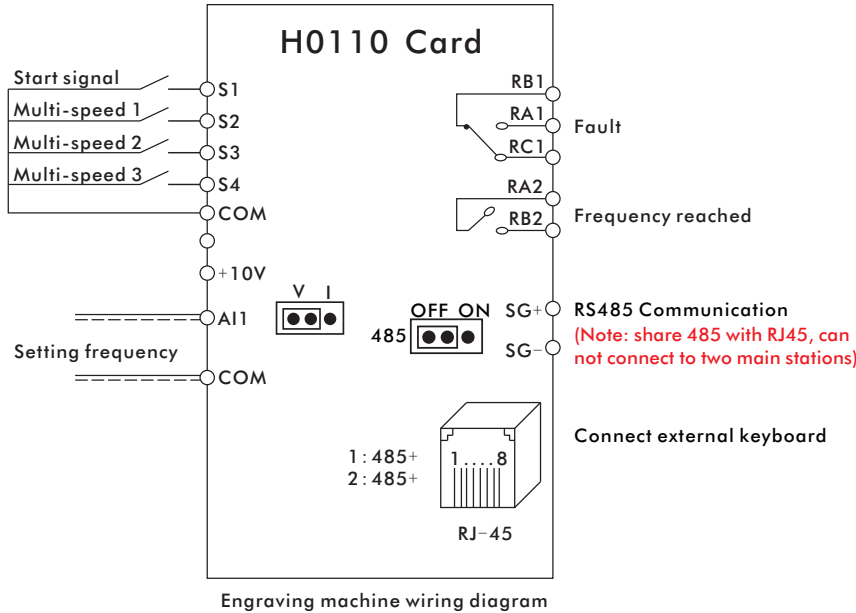 H0110 Card
Start signal
S1
Multi-speed 1
S2
Multi-speed 2
S3
Multi-speed 3
S4
COM
+10V
AI1
Setting frequency
COM
V I
OFF ON
485
RB1
RA1
RC1
Fault
RA2
RB2
Frequency reached
SG+
SG-
RS485 Communication
(Note: share 485 with RJ45, can
not connect to two main stations)
Connect external keyboard
1:485+
2:485+
1....8
RJ-45
Engraving machine wiring diagram